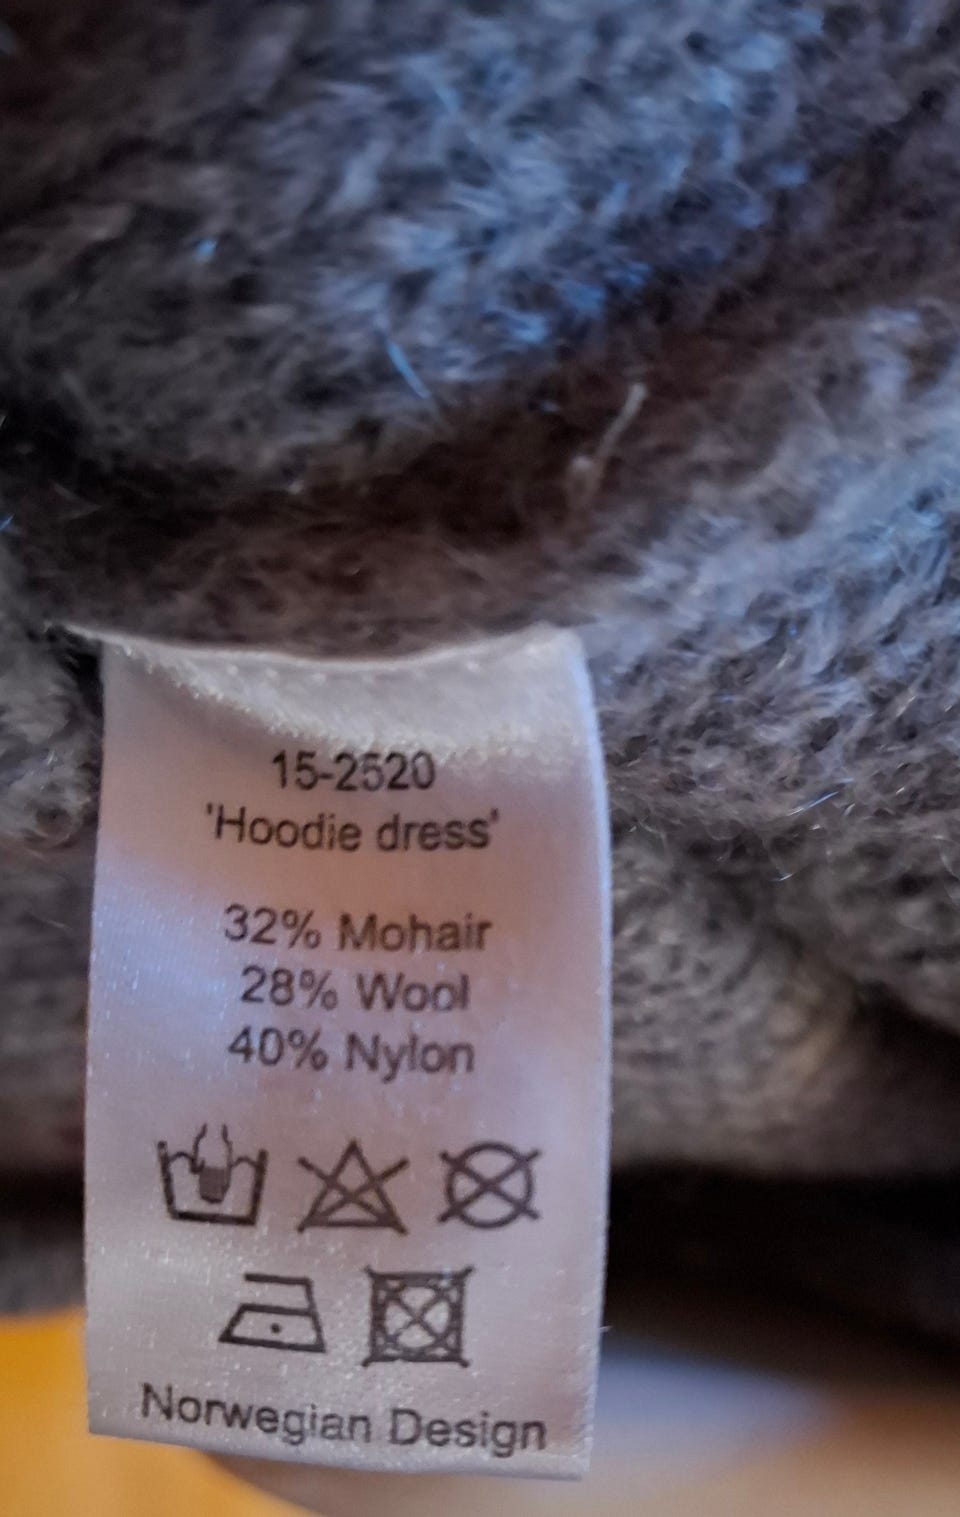 15-2520
'Hoodie dress'
32% Mohair
28% Wool
40% Nylon
Norwegian Design